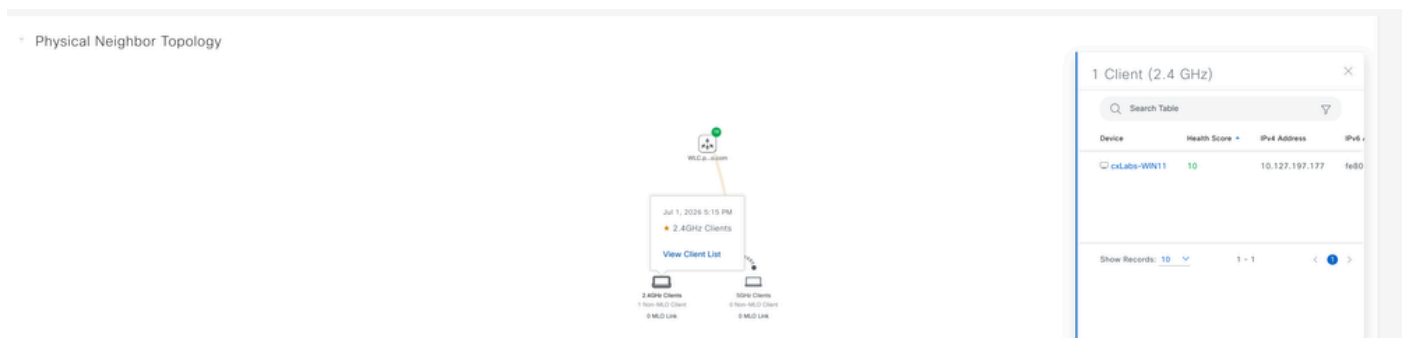 Physical Neighbor Topology
1 Client (2.4 GHz)
Search Table
Device Health Score IPv4 Address IPv6
cxLabs-WIN11 10 10.127.197.177 fe80
Show Records: 10 1 - 1 1
10
WLC.p...o.com
Jul 1, 2026 5:15 PM
2.4GHz Clients
View Client List
2.4GHz Clients 5GHz Clients
1 Non-MLO Client 0 Non-MLO Client
0 MLO Link 0 MLO Link